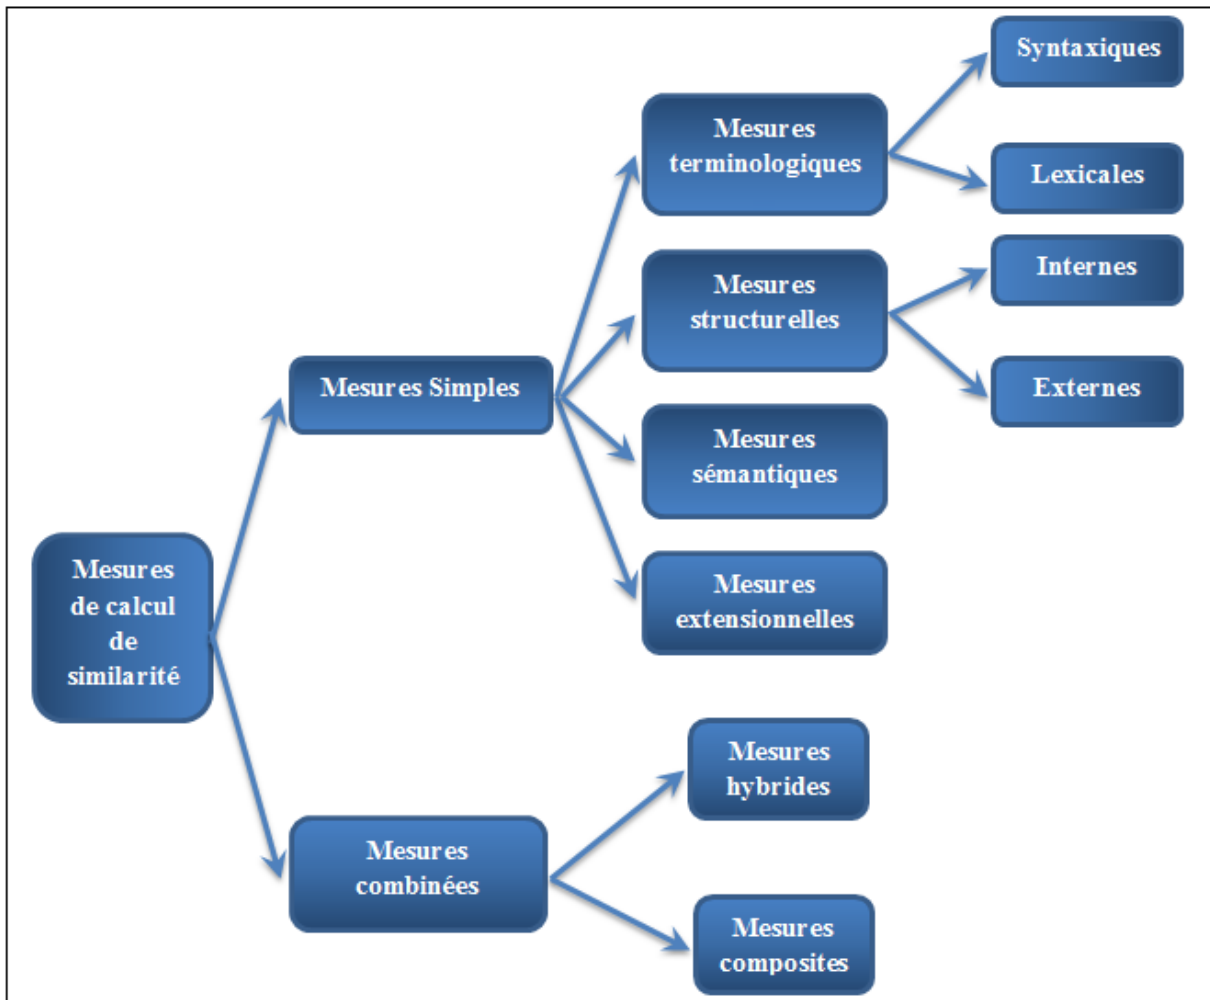 Syntaxiques
Mesures
terminologiques
Lexicales
Internes
Mesures
structurelles
Externes
Mesures Simples
Mesures
sémantiques
Mesures
de calcul
de
similarité
Mesures
extensionnelles
Mesures
hybrides
Mesures
combinées
Mesures
composites